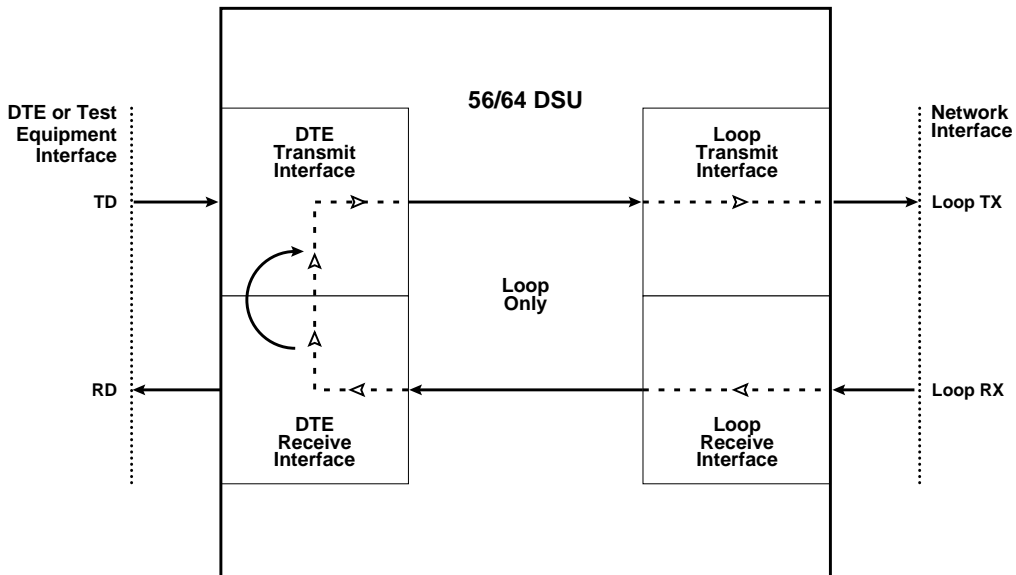 56/64 DSU
DTE or Test
Equipment
Interface
DTE
Transmit
Interface
Loop
Transmit
Interface
Network
Interface
TD
Loop TX
Loop
Only
RD
Loop RX
DTE
Receive
Interface
Loop
Receive
Interface